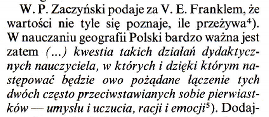 W. P. Zaczyński podaje za V. E. Franklem, że
wartości nie tyle się poznaje, ile przeżywa⁴).
W nauczaniu geografii Polski bardzo ważna jest
zatem (...) kwestia takich działań dydaktycz-
nych nauczyciela, w których i dzięki którym na-
stępować będzie owo pożądane łączenie tych
dwóch często przeciwstawianych sobie pierwiast-
ków — umysłu i uczucia, racji i emocji⁵). Dodaj-